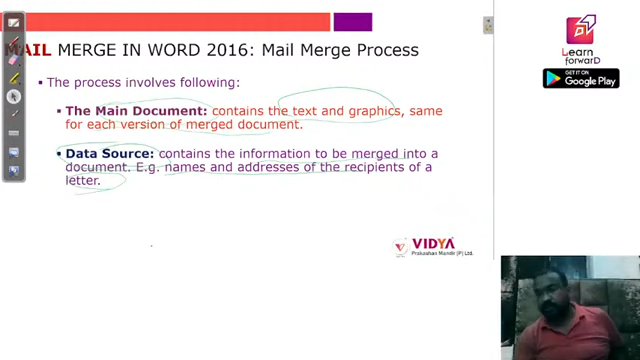 MAIL MERGE IN WORD 2016: Mail Merge Process
The process involves following:
The Main Document: contains the text and graphics, same
for each version of merged document.
Data Source: contains the information to be merged into a
document. E.g. names and addresses of the recipients of a
letter.
VIDYA
Prakashan Mandir (P) Ltd.
Learn
forwarD
GET IT ON
Google Play